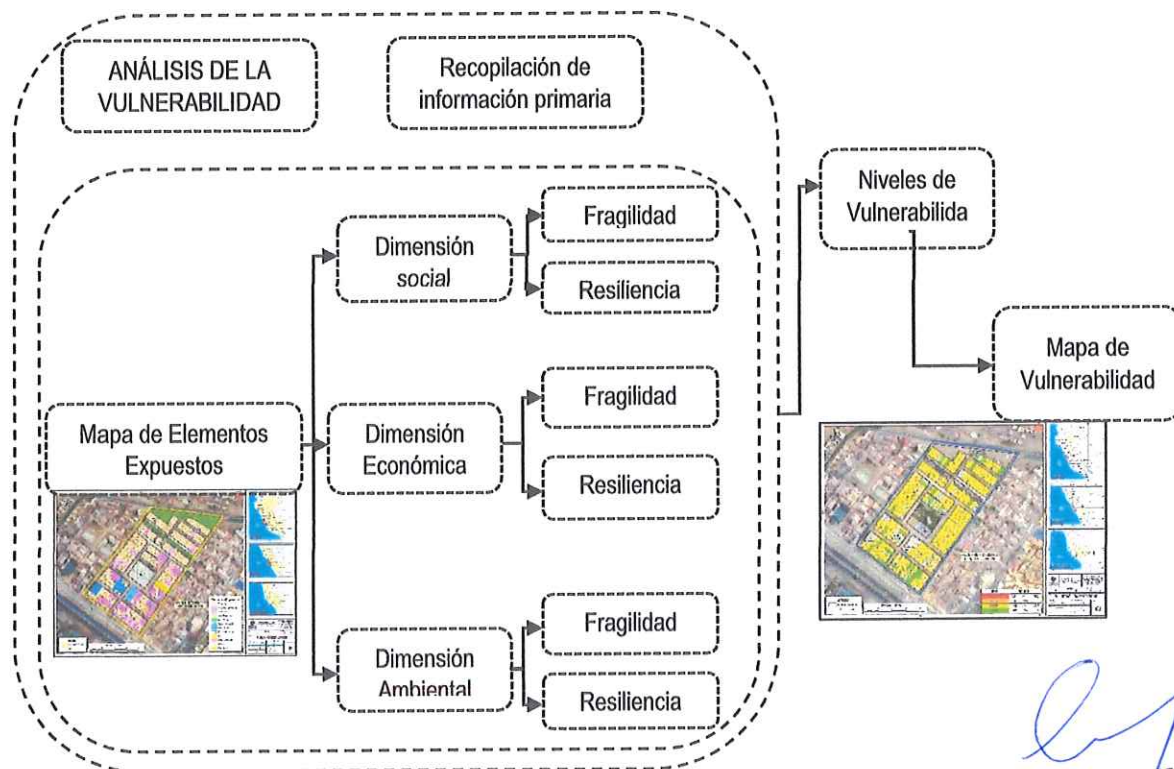 ANÁLISIS DE LA
VULNERABILIDAD
Recopilación de
información primaria
Mapa de Elementos
Expuestos
Dimensión
social
Fragilidad
Resiliencia
Dimensión
Económica
Fragilidad
Resiliencia
Dimensión
Ambiental
Fragilidad
Resiliencia
Niveles de
Vulnerabilida
Mapa de
Vulnerabilidad